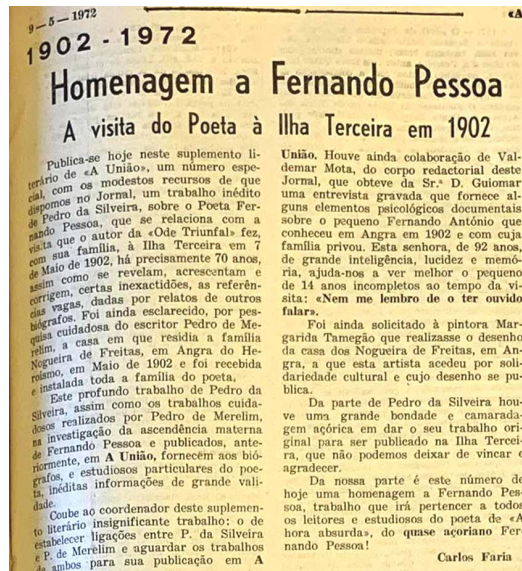 9—5—1972
«A
1902 - 1972
Homenagem a Fernando Pessoa
A visita do Poeta à Ilha Terceira em 1902
Publica-se hoje neste suplemento li-
terário de «A União», um número espe-
cial, com os modestos recursos de que
dispomos no Jornal, um trabalho inédito
de Pedro da Silveira, sobre o Poeta Fer-
nando Pessoa, que se relaciona com a
visita que o autor da «Ode Triunfal» fez,
com sua família, à Ilha Terceira em 7
de Maio de 1902, há precisamente 70 anos,
assim como se revelam, acrescentam e
corrigem, certas inexactidões, as referên-
cias vagas, dadas por relatos de outros
biógrafos. Foi ainda esclarecido, por pes-
quisa cuidadosa do escritor Pedro de Me-
relim, a casa em que residia a família
Nogueira de Freitas, em Angra do He-
roísmo, em Maio de 1902 e foi recebida
e instalada toda a família do poeta,
Este profundo trabalho de Pedro da
Silveira, assim como os trabalhos cuida-
dosos realizados por Pedro de Merelim,
na investigação da ascendência materna
de Fernando Pessoa e publicados, ante-
riormente, em A União, fornecem aos bió-
grafos, e estudiosos particulares do poe-
ta, inéditas informações de grande vali-
dade.
Coube ao coordenador deste suplemen-
to literário insignificante trabalho: o de
estabelecer ligações entre P. da Silveira
e P. de Merelim e aguardar os trabalhos
de ambos para sua publicação em A
União. Houve ainda colaboração de Val-
demar Mota, do corpo redactorial deste
Jornal, que obteve da Sr.ª D. Guiomar
uma entrevista gravada que fornece al-
guns elementos psicológicos documentais
sobre o pequeno Fernando António que
conheceu em Angra em 1902 e com cuja
família privou. Esta senhora, de 92 anos,
de grande inteligência, lucidez e memó-
ria, ajuda-nos a ver melhor o pequeno
de 14 anos incompletos ao tempo da vi-
sita: «Nem me lembro de o ter ouvido
falar».
Foi ainda solicitado à pintora Mar-
garida Tamegão que realizasse o desenho
da casa dos Nogueira de Freitas, em An-
gra, a que esta artista acedeu por soli-
dariedade cultural e cujo desenho se pu-
blica.
Da parte de Pedro da Silveira hou-
ve uma grande bondade e camarada-
gem açórica em dar o seu trabalho ori-
ginal para ser publicado na Ilha Tercei-
ra, que não podemos deixar de vincar e
agradecer.
Da nossa parte é este número de
hoje uma homenagem a Fernando Pes-
soa, trabalho que irá pertencer a todos
os leitores e estudiosos do poeta de «A
hora absurda», do quase açoriano Fer-
nando Pessoa!
Carlos Faria